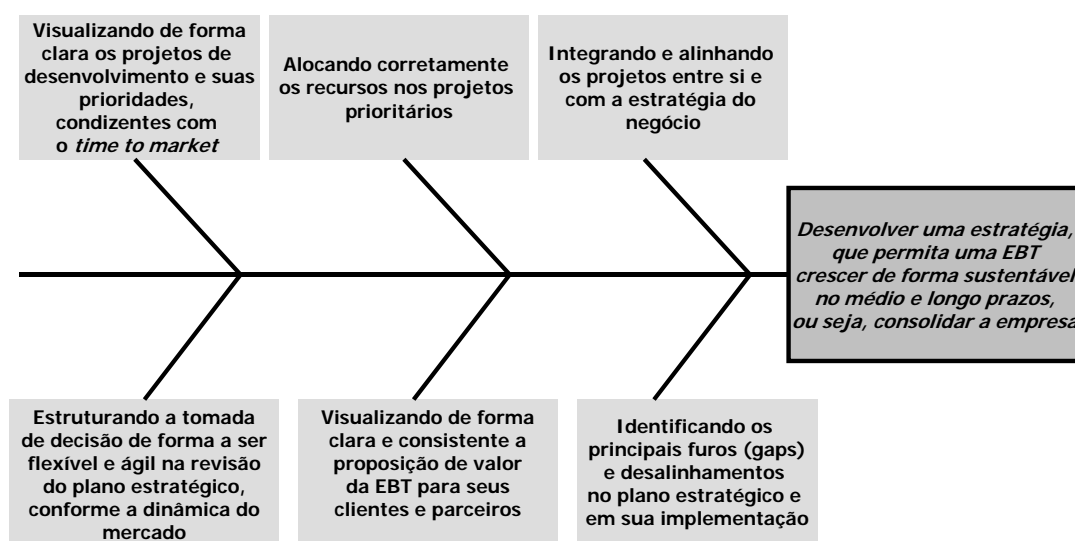 Visualizando de forma
clara os projetos de
desenvolvimento e suas
prioridades,
condizentes com
o time to market
Alocando corretamente
os recursos nos projetos
prioritários
Integrando e alinhando
os projetos entre si e
com a estratégia do
negócio
Desenvolver uma estratégia,
que permita uma EBT
crescer de forma sustentável
no médio e longo prazos,
ou seja, consolidar a empresa
Estruturando a tomada
de decisão de forma a ser
flexível e ágil na revisão
do plano estratégico,
conforme a dinâmica do
mercado
Visualizando de forma
clara e consistente a
proposição de valor
da EBT para seus
clientes e parceiros
Identificando os
principais furos (gaps)
e desalinhamentos
no plano estratégico e
em sua implementação